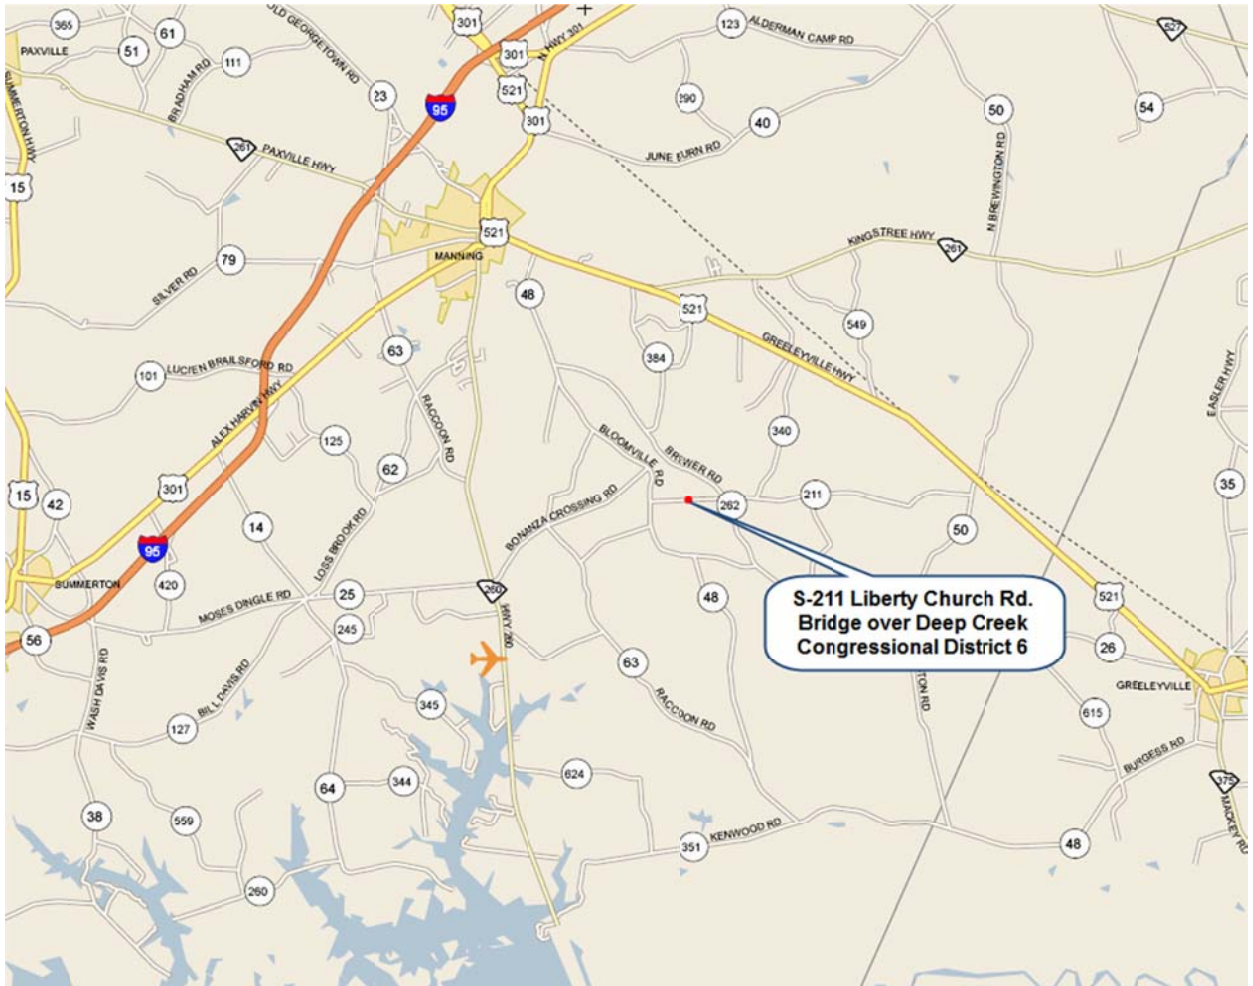 365
PAXVILLE
51
61
111
BRADHAM RD
OLD GEORGETOWN RD
23
301
301
N HWY 301
521
301
123
ALDERMAN CAMP RD
527
290
40
50
54
JUNE BURN RD
SUMMERTON HWY
15
261
PAXVILLE HWY
95
N BREWINGTON RD
521
MANNING
KINGSTREE HWY
261
79
SILVER RD
48
521
549
63
384
GREELEYVILLE HWY
101
LUCIEN BRAILSFORD RD
ALEX HARVIN HWY
RACCOON RD
EASLER HWY
125
62
BLOOMVILLE RD
BREWER RD
340
15
42
301
14
LOSS BROOK RD
BONANZA CROSSING RD
262
211
35
50
95
SUMMERTON
420
MOSES DINGLE RD
25
260
48
S-211 Liberty Church Rd.
Bridge over Deep Creek
Congressional District 6
521
56
245
HWY 260
26
WASH DAVIS RD
BILL DAVIS RD
63
RACCOON RD
TON RD
GREELEYVILLE
127
345
615
BURGESS RD
64
344
624
375
MACKEY RD
38
559
KENWOOD RD
351
48
260